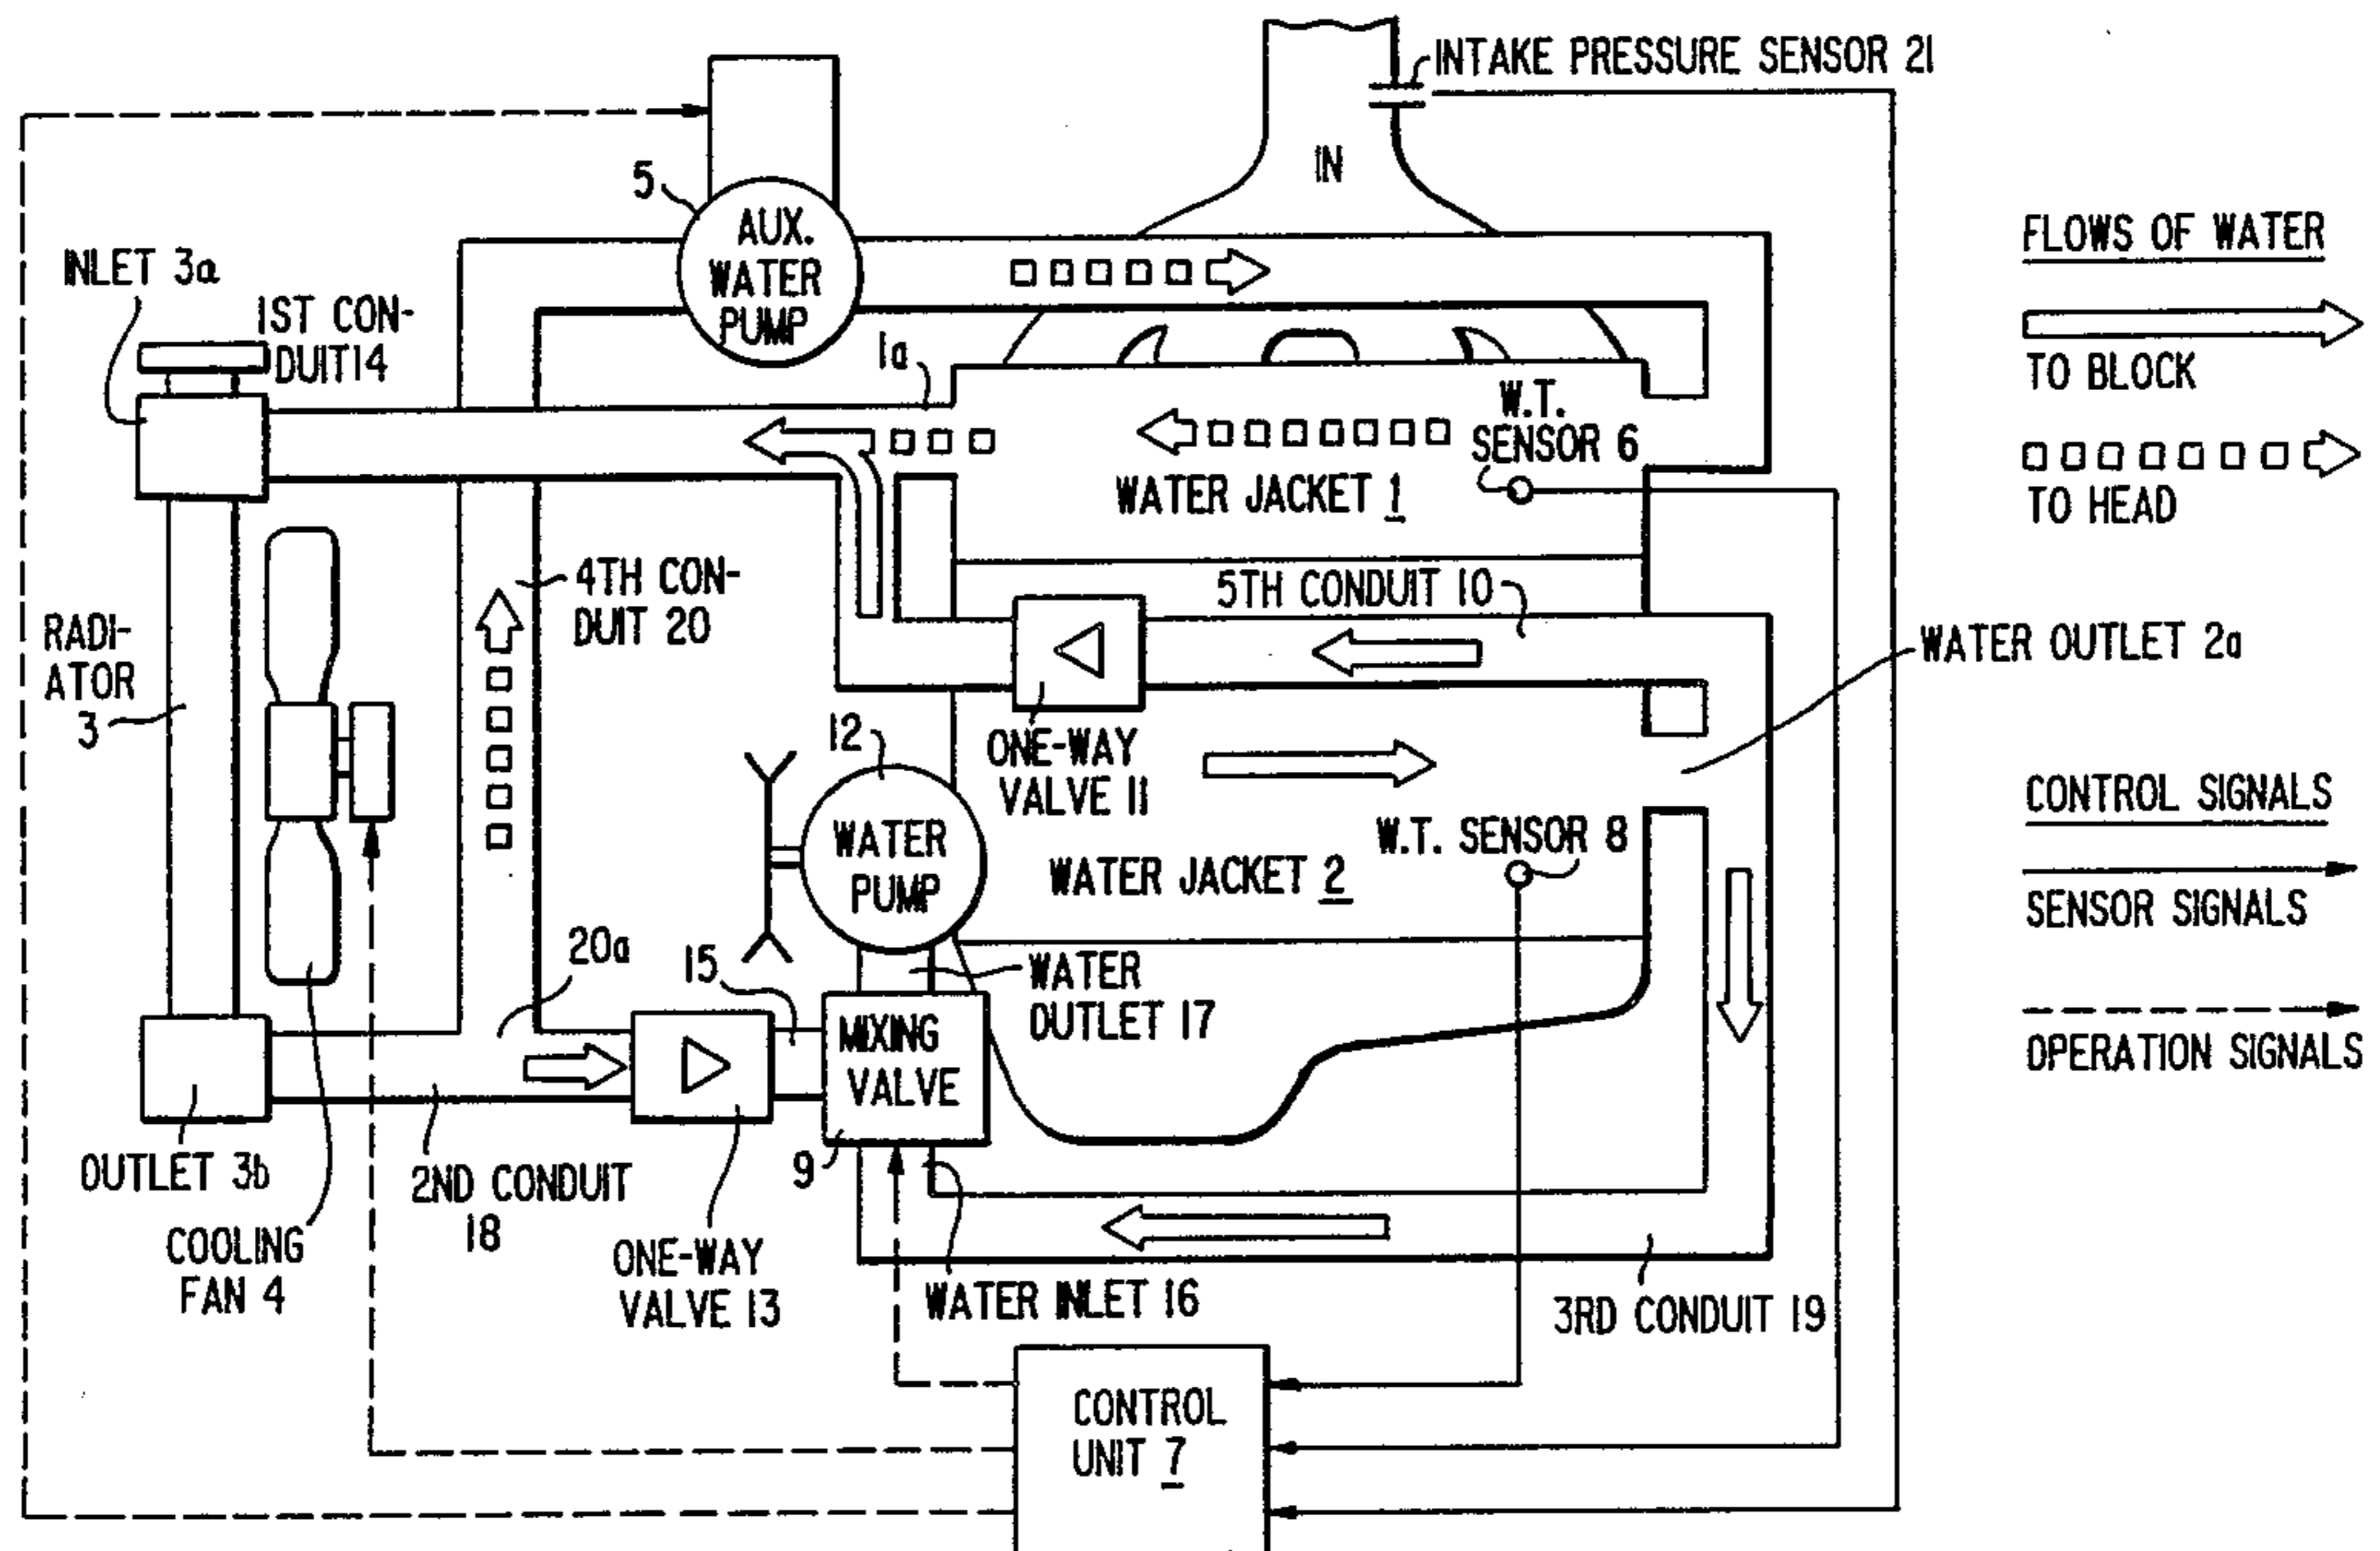 INTAKE PRESSURE SENSOR 21
IN
5
AUX.
WATER
PUMP
INLET 3a
1ST CON-
DUIT14
1a
FLOWS OF WATER
TO BLOCK
TO HEAD
W.T.
SENSOR 6
WATER JACKET 1
4TH CON-
DUIT 20
5TH CONDUIT 10
RADI-
ATOR
3
WATER OUTLET 2a
12
ONE-WAY
VALVE 11
WATER
PUMP
W.T. SENSOR 8
WATER JACKET 2
CONTROL SIGNALS
SENSOR SIGNALS
OPERATION SIGNALS
20a
15
WATER
OUTLET 17
MIXING
VALVE
9
OUTLET 3b
2ND CONDUIT
18
COOLING
FAN 4
ONE-WAY
VALVE 13
WATER INLET 16
3RD CONDUIT 19
CONTROL
UNIT 7